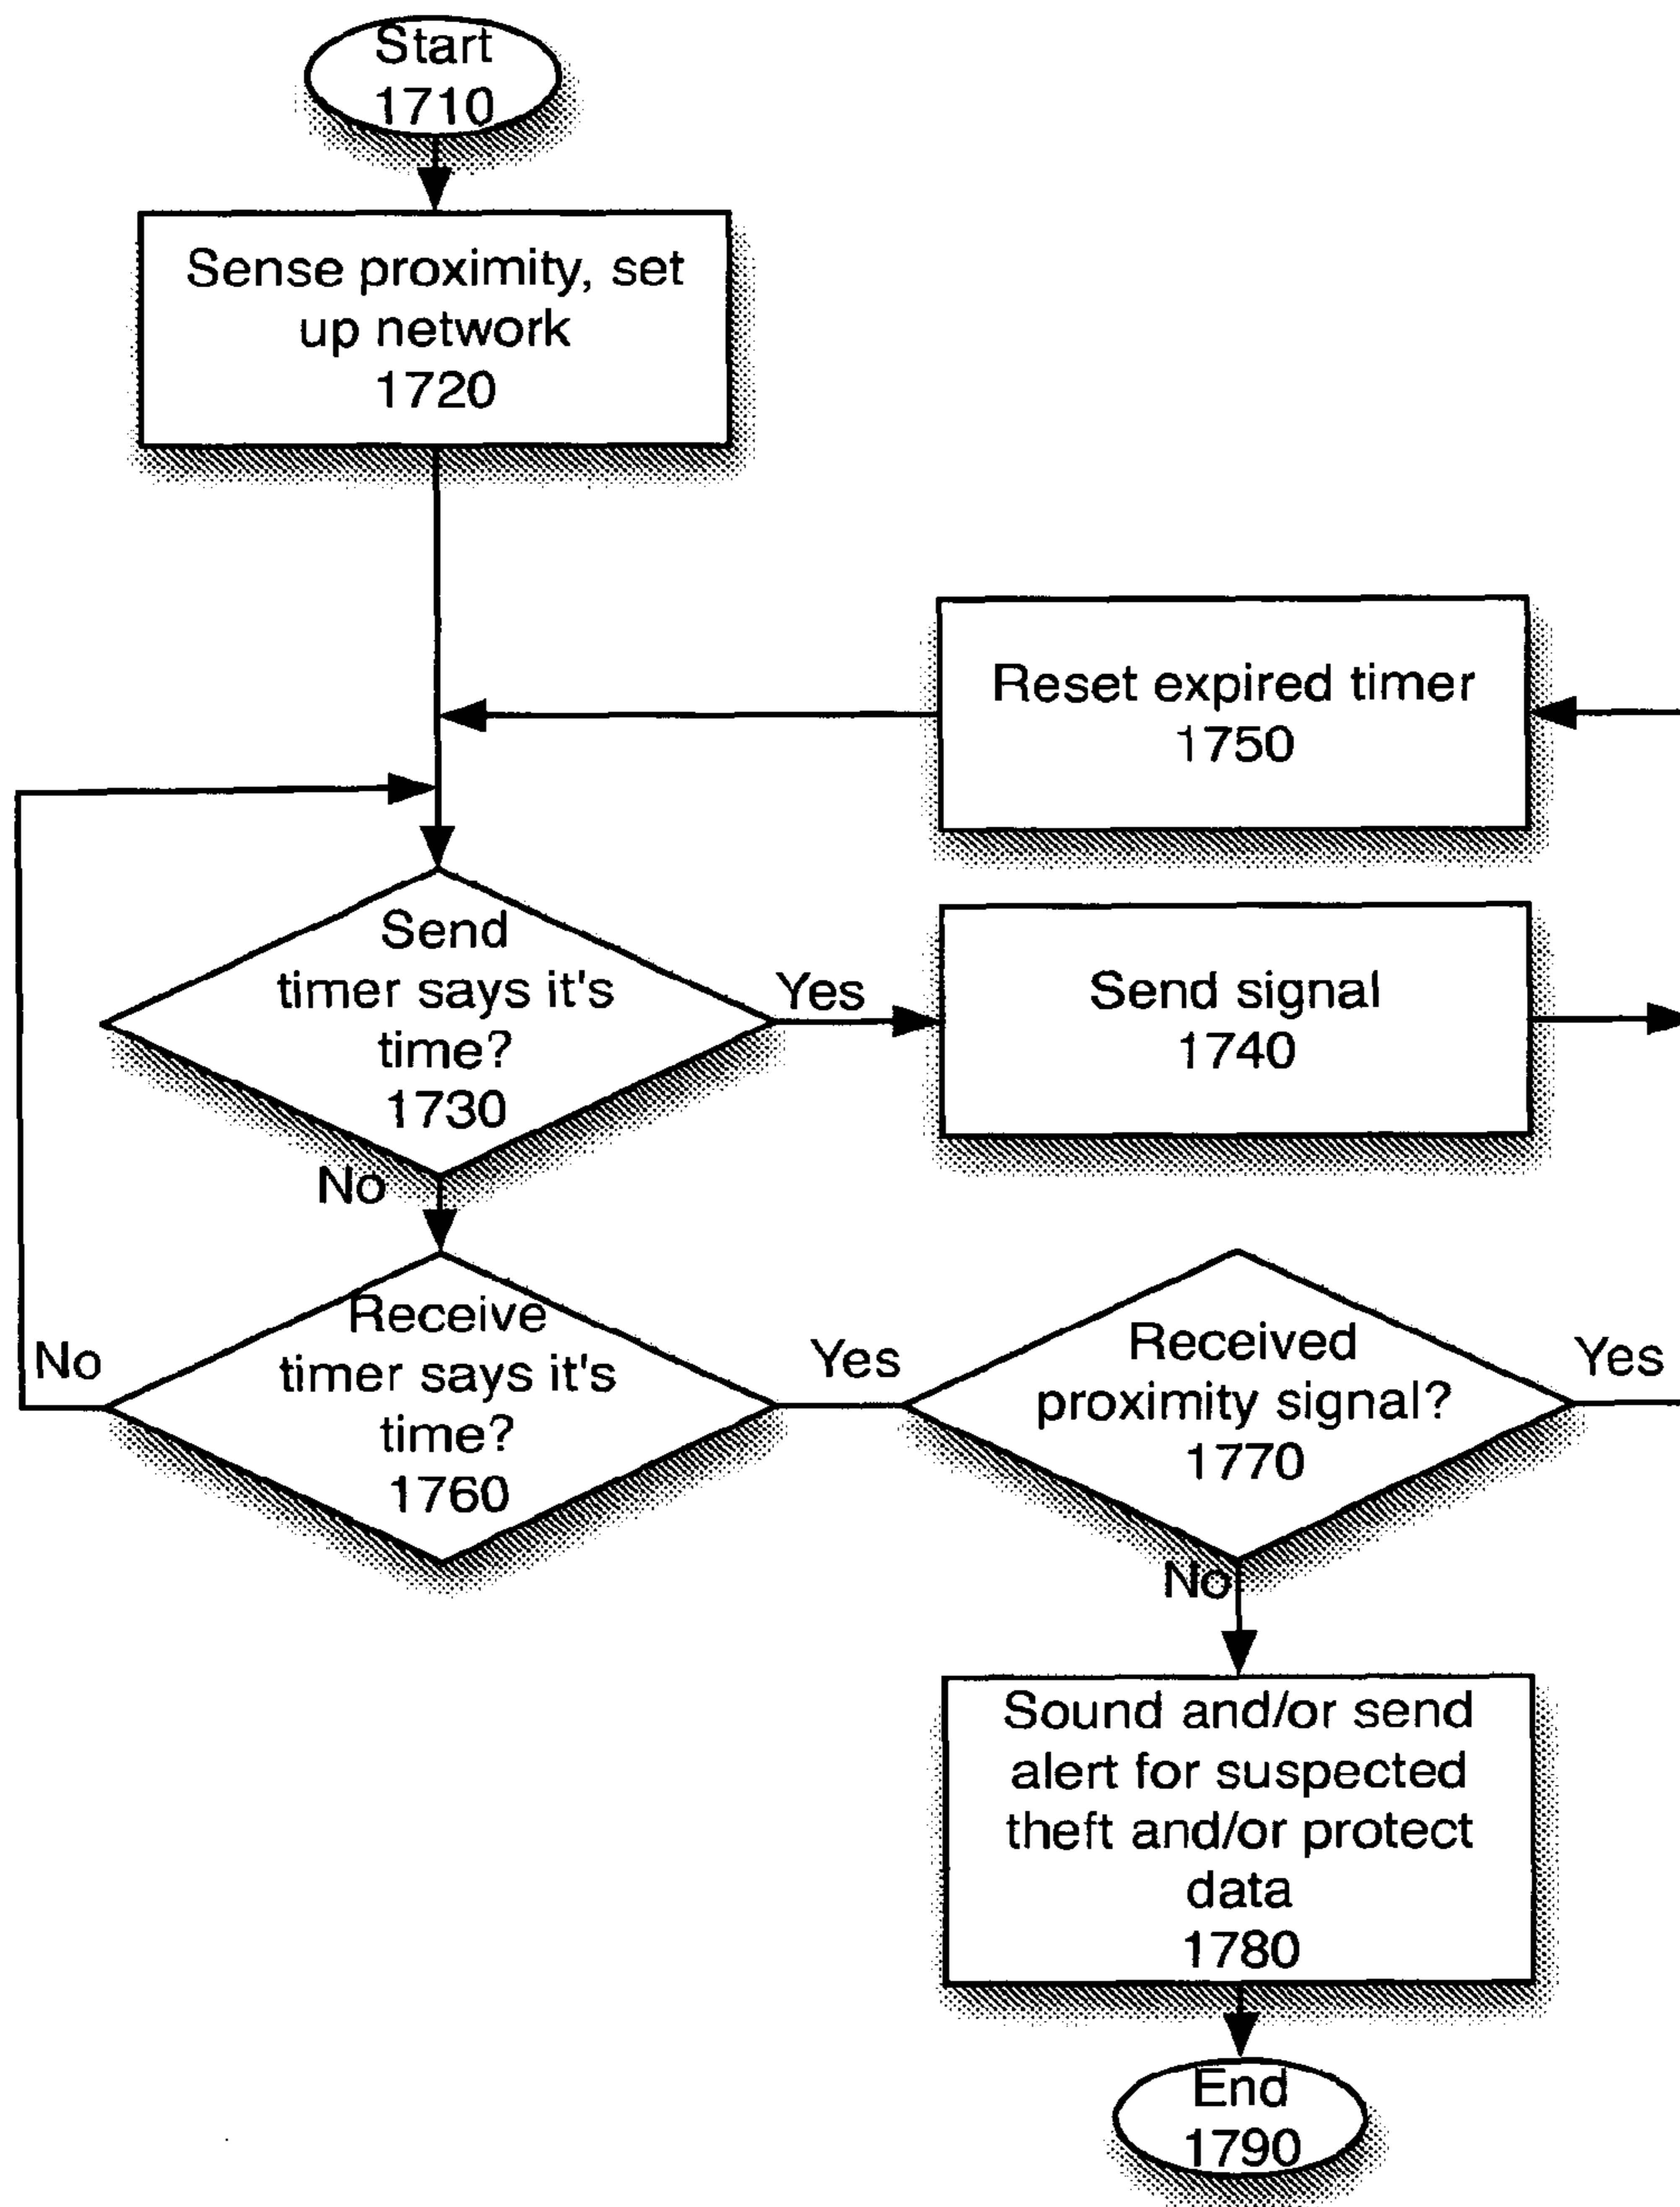 Start
1710
Sense proximity, set
up network
1720
Reset expired timer
1750
Send
timer says it's
time?
1730
Yes
Send signal
1740
No
Receive
timer says it's
time?
1760
No
Yes
Received
proximity signal?
1770
Yes
No
Sound and/or send
alert for suspected
theft and/or protect
data
1780
End
1790